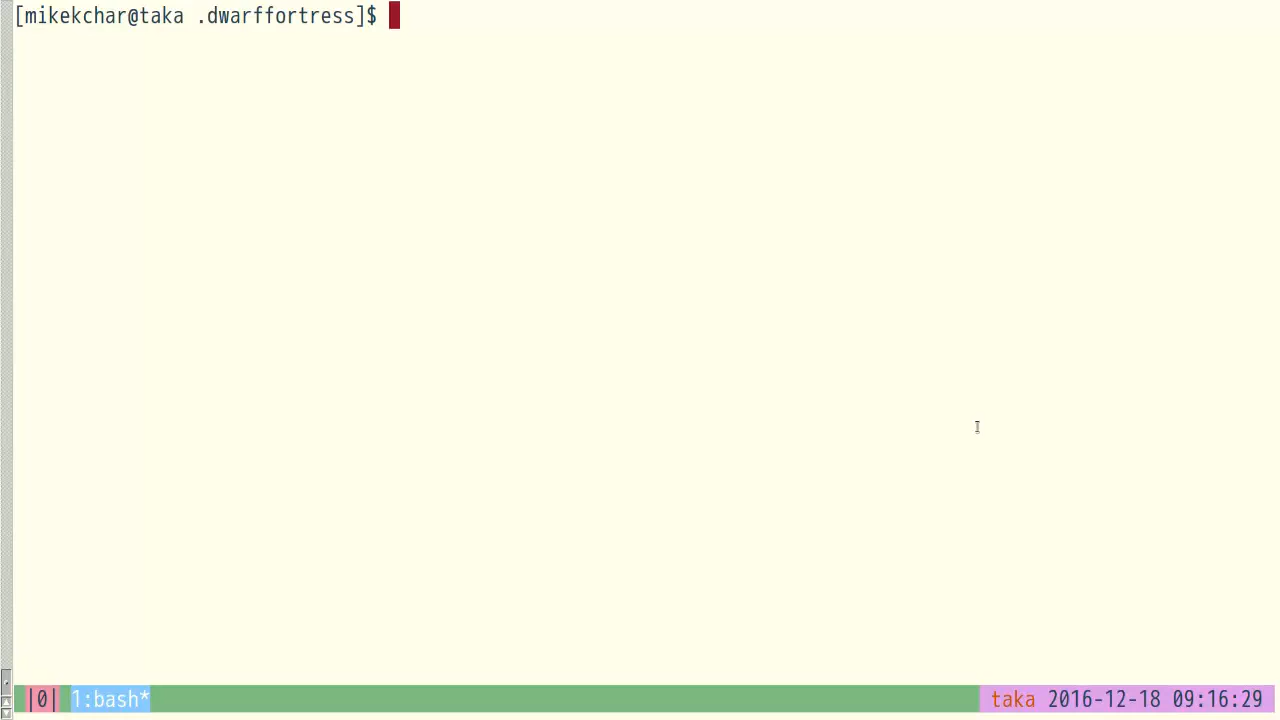 [mikekchar@taka .dwarffortress]$
|0| 1:bash* taka 2016-12-18 09:16:29